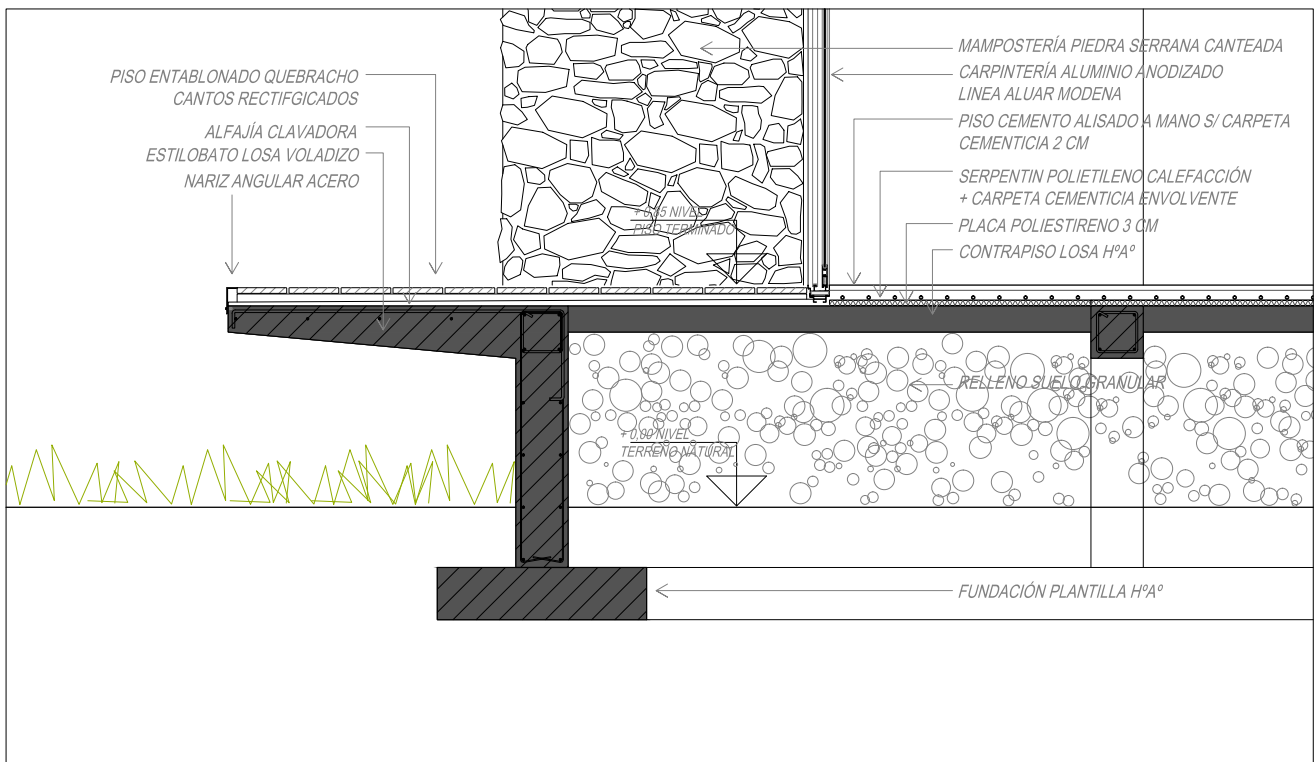 PISO ENTABLONADO QUEBRACHO
CANTOS RECTIFGICADOS
ALFAJÍA CLAVADORA
ESTILOBATO LOSA VOLADIZO
NARIZ ANGULAR ACERO
MAMPOSTERÍA PIEDRA SERRANA CANTEADA
CARPINTERÍA ALUMINIO ANODIZADO
LINEA ALUAR MODENA
PISO CEMENTO ALISADO A MANO S/ CARPETA
CEMENTICIA 2 CM
SERPENTIN POLIETILENO CALEFACCIÓN
+ CARPETA CEMENTICIA ENVOLVENTE
PLACA POLIESTIRENO 3 CM
CONTRAPISO LOSA HºAº
+ 0,65 NIVEL
PISO TERMINADO
RELLENO SUELO GRANULAR
+ 0,00 NIVEL
TERRENO NATURAL
FUNDACIÓN PLANTILLA HºAº